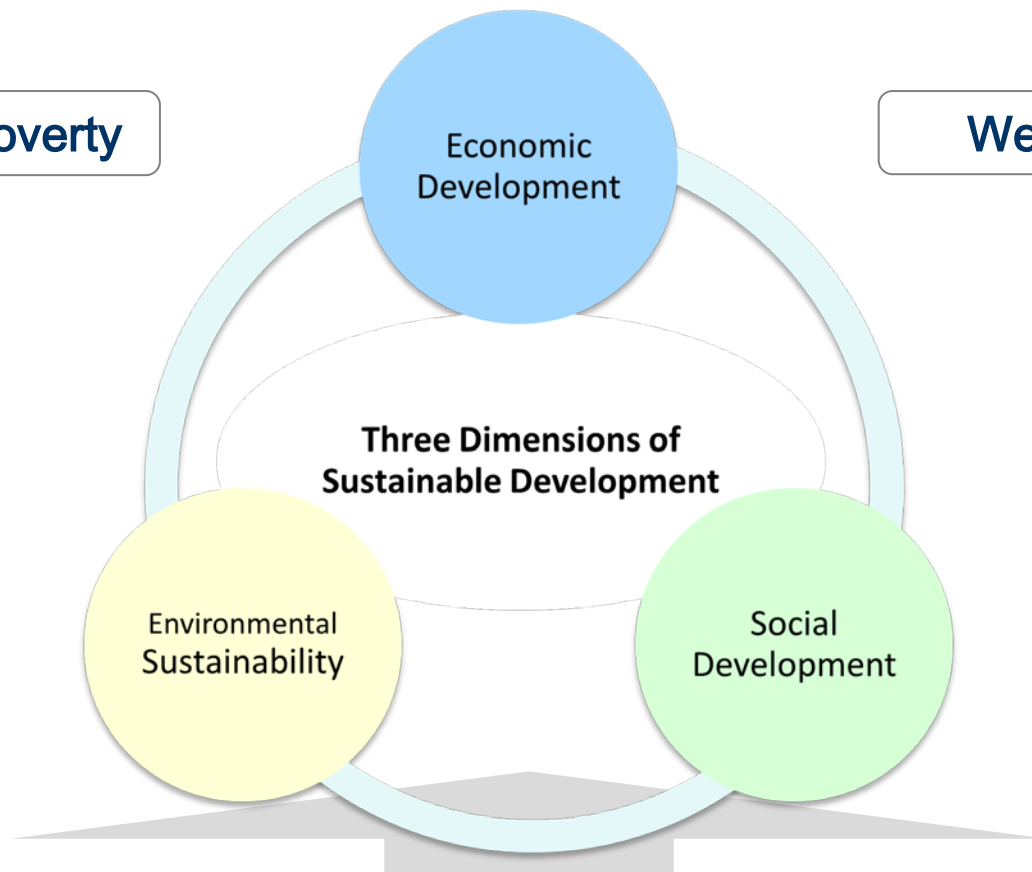 overty
We
Economic
Development
Three Dimensions of
Sustainable Development
Environmental
Sustainability
Social
Development